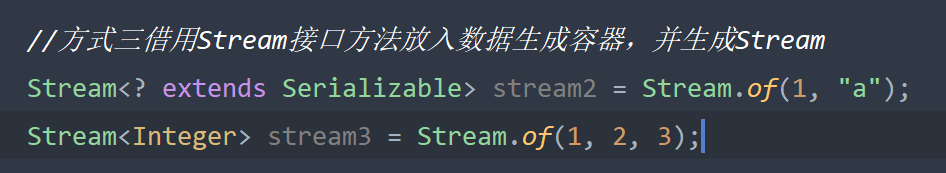 //方式三借用Stream接口方法放入数据生成容器，并生成Stream
Stream<? extends Serializable> stream2 = Stream.of(1, "a");
Stream<Integer> stream3 = Stream.of(1, 2, 3);